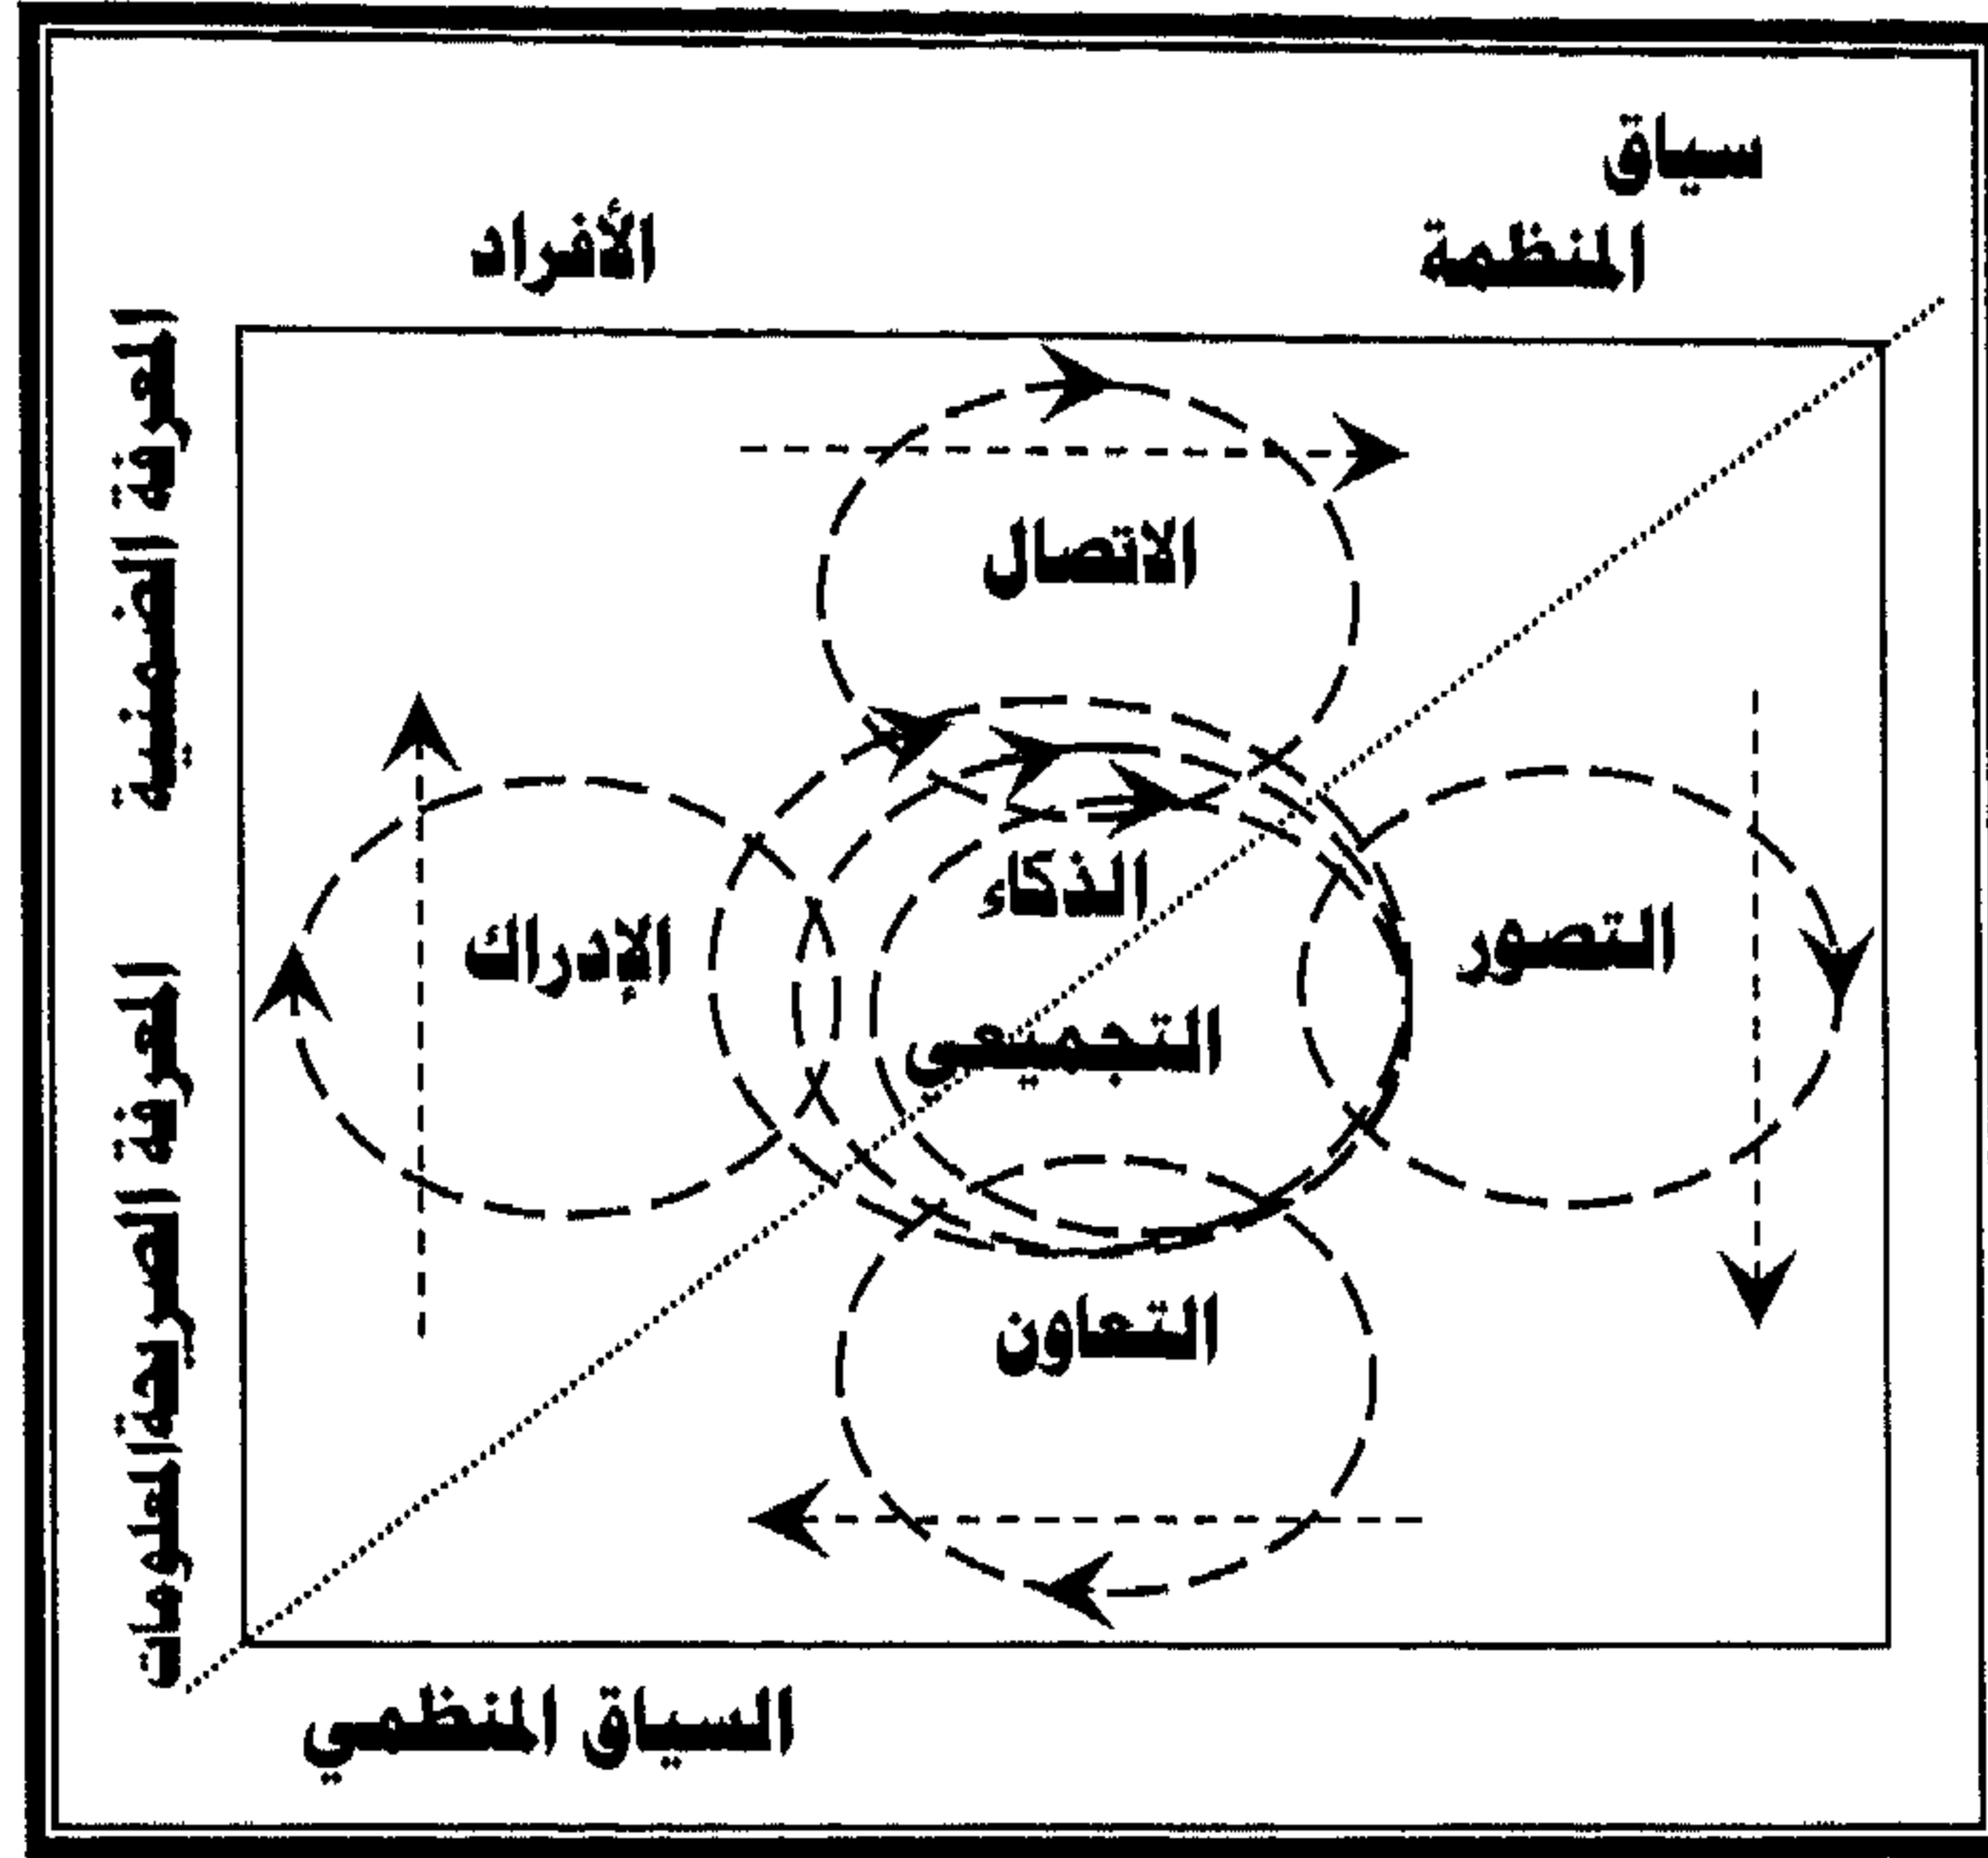 سياق
المنظمة
الأفراد
المعرفة الضمنية
الاتصال
الذكاء
التجميعي
التصور
الإدراك
التعاون
المعرفة الصريحة المعلومات
السياق المنظمي